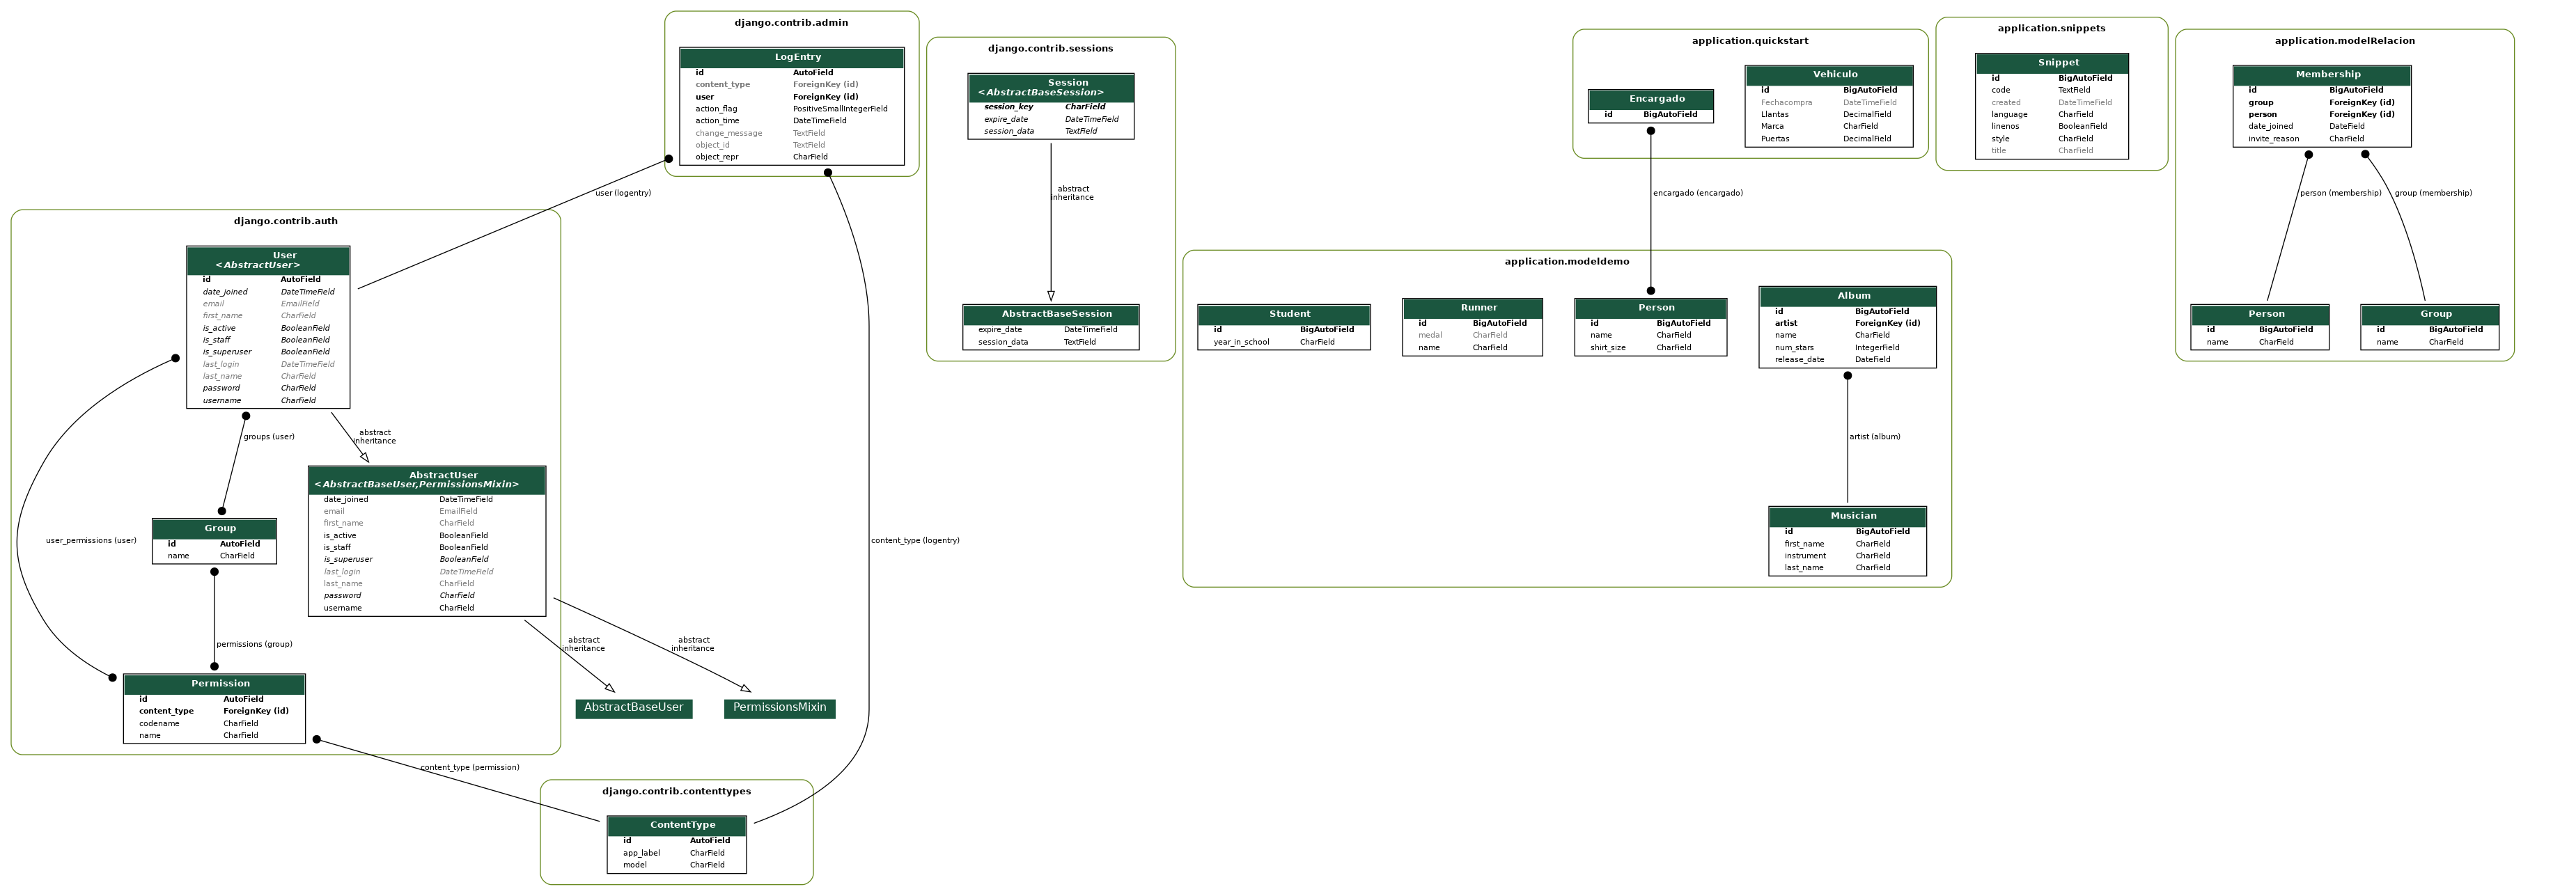 django.contrib.admin
LogEntry
id AutoField
content_type ForeignKey (id)
user ForeignKey (id)
action_flag PositiveSmallIntegerField
action_time DateTimeField
change_message TextField
object_id TextField
object_repr CharField
user (logentry)
content_type (logentry)
django.contrib.auth
User
<AbstractUser>
id AutoField
date_joined DateTimeField
email EmailField
first_name CharField
is_active BooleanField
is_staff BooleanField
is_superuser BooleanField
last_login DateTimeField
last_name CharField
password CharField
username CharField
groups (user)
abstract
inheritance
user_permissions (user)
Group
id AutoField
name CharField
permissions (group)
AbstractUser
<AbstractBaseUser,PermissionsMixin>
date_joined DateTimeField
email EmailField
first_name CharField
is_active BooleanField
is_staff BooleanField
is_superuser BooleanField
last_login DateTimeField
last_name CharField
password CharField
username CharField
abstract
inheritance
abstract
inheritance
Permission
id AutoField
content_type ForeignKey (id)
codename CharField
name CharField
AbstractBaseUser
PermissionsMixin
content_type (permission)
django.contrib.contenttypes
ContentType
id AutoField
app_label CharField
model CharField
django.contrib.sessions
Session
<AbstractBaseSession>
session_key CharField
expire_date DateTimeField
session_data TextField
abstract
inheritance
AbstractBaseSession
expire_date DateTimeField
session_data TextField
application.quickstart
Encargado
id BigAutoField
Vehiculo
id BigAutoField
Fechacompra DateTimeField
Llantas DecimalField
Marca CharField
Puertas DecimalField
encargado (encargado)
application.modeldemo
Student
id BigAutoField
year_in_school CharField
Runner
id BigAutoField
medal CharField
name CharField
Person
id BigAutoField
name CharField
shirt_size CharField
Album
id BigAutoField
artist ForeignKey (id)
name CharField
num_stars IntegerField
release_date DateField
artist (album)
Musician
id BigAutoField
first_name CharField
instrument CharField
last_name CharField
application.snippets
Snippet
id BigAutoField
code TextField
created DateTimeField
language CharField
linenos BooleanField
style CharField
title CharField
application.modelRelacion
Membership
id BigAutoField
group ForeignKey (id)
person ForeignKey (id)
date_joined DateField
invite_reason CharField
person (membership)
group (membership)
Person
id BigAutoField
name CharField
Group
id BigAutoField
name CharField